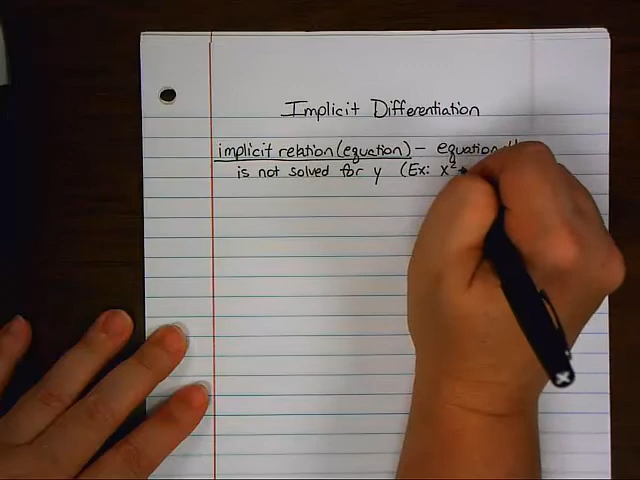 Implicit Differentiation
implicit relation (equation) - equation
is not solved for y (Ex: x²